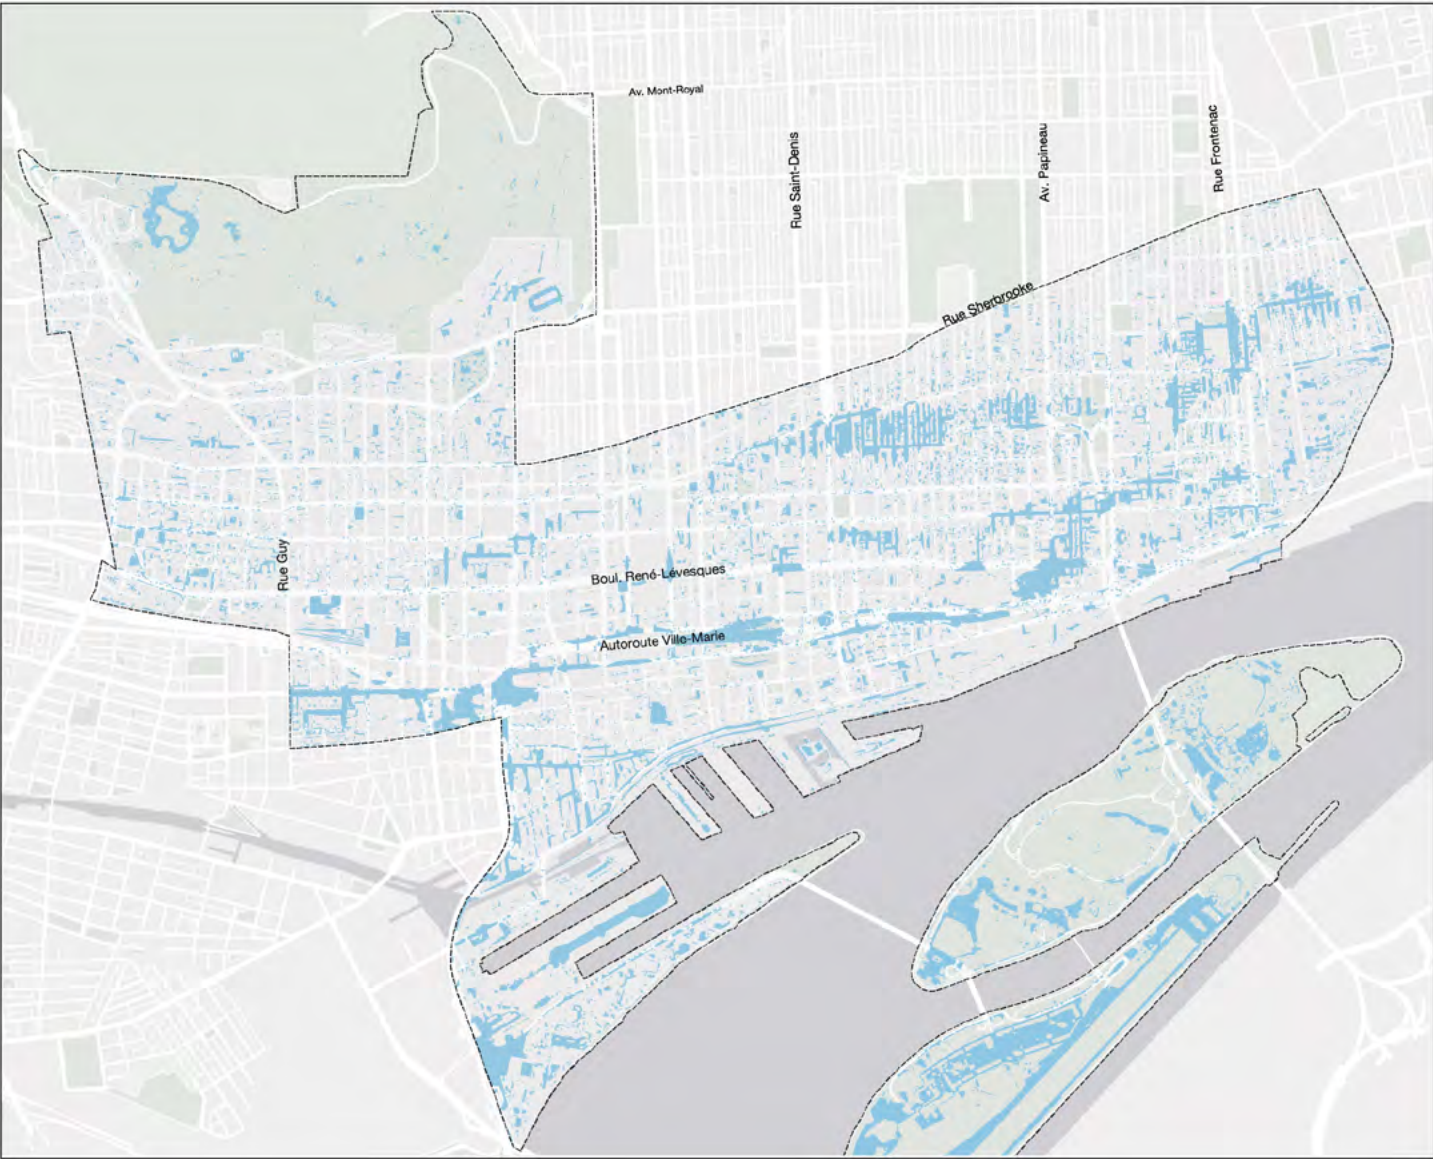 Av. Mont-Royal
Rue Saint-Denis
Av. Papineau
Rue Frontenac
Rue Sherbrooke
Rue Guy
Boul. René-Lévesques
Autoroute Ville-Marie